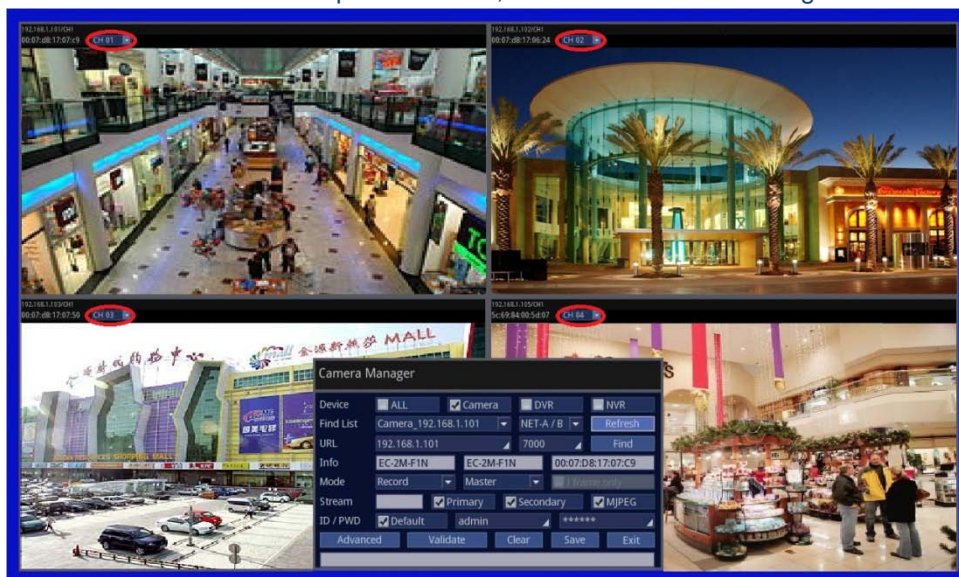 192.168.1.101/CH1
00:07:d8:17:07:c9 CH 01
192.168.1.102/CH1
00:07:d8:17:06:24 CH 02
192.168.1.103/CH1
00:07:d8:17:07:50 CH 03
192.168.1.105/CH1
5c:69:84:00:5d:07 CH 04
MALL
GOLDEN RESOURCES SHOPPING MALL
Camera Manager
Device ALL Camera DVR NVR
Find List Camera_192.168.1.101 NET-A / B Refresh
URL 192.168.1.101 7000 Find
Info EC-2M-F1N EC-2M-F1N 00:07:D8:17:07:C9
Mode Record Master I frame only
Stream Primary Secondary MJPEG
ID / PWD Default admin ******
Advanced Validate Clear Save Exit